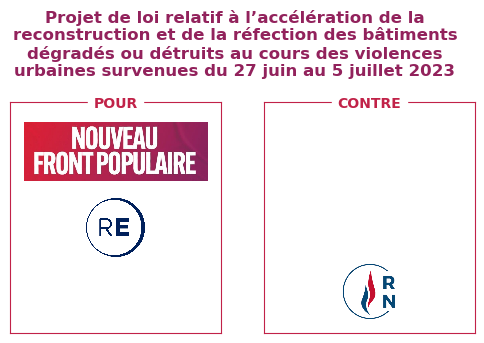 Projet de loi relatif à l’accélération de la
reconstruction et de la réfection des bâtiments
dégradés ou détruits au cours des violences
urbaines survenues du 27 juin au 5 juillet 2023
POUR
CONTRE
NOUVEAU
FRONT POPULAIRE
RE
R
N